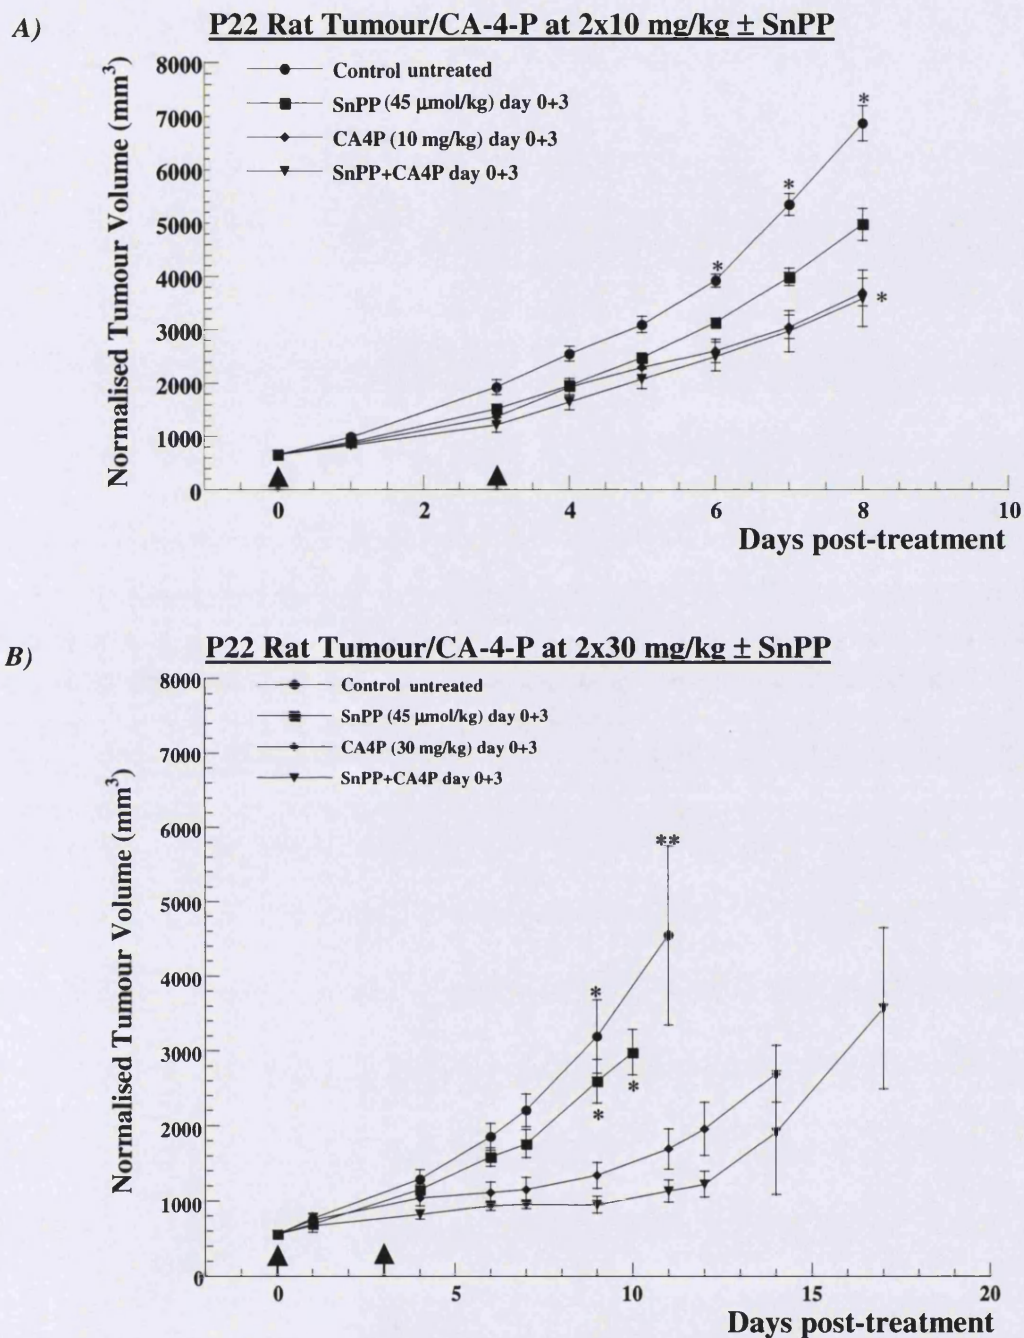 A)
P22 Rat Tumour/CA-4-P at 2x10 mg/kg ± SnPP
Normalised Tumour Volume (mm³)
8000
7000
6000
5000
4000
3000
2000
1000
0
Control untreated
SnPP (45 µmol/kg) day 0+3
CA4P (10 mg/kg) day 0+3
SnPP+CA4P day 0+3
*
*
*
*
0 2 4 6 8 10
Days post-treatment
B)
P22 Rat Tumour/CA-4-P at 2x30 mg/kg ± SnPP
Normalised Tumour Volume (mm³)
8000
7000
6000
5000
4000
3000
2000
1000
0
Control untreated
SnPP (45 µmol/kg) day 0+3
CA4P (30 mg/kg) day 0+3
SnPP+CA4P day 0+3
**
*
*
*
0 5 10 15 20
Days post-treatment